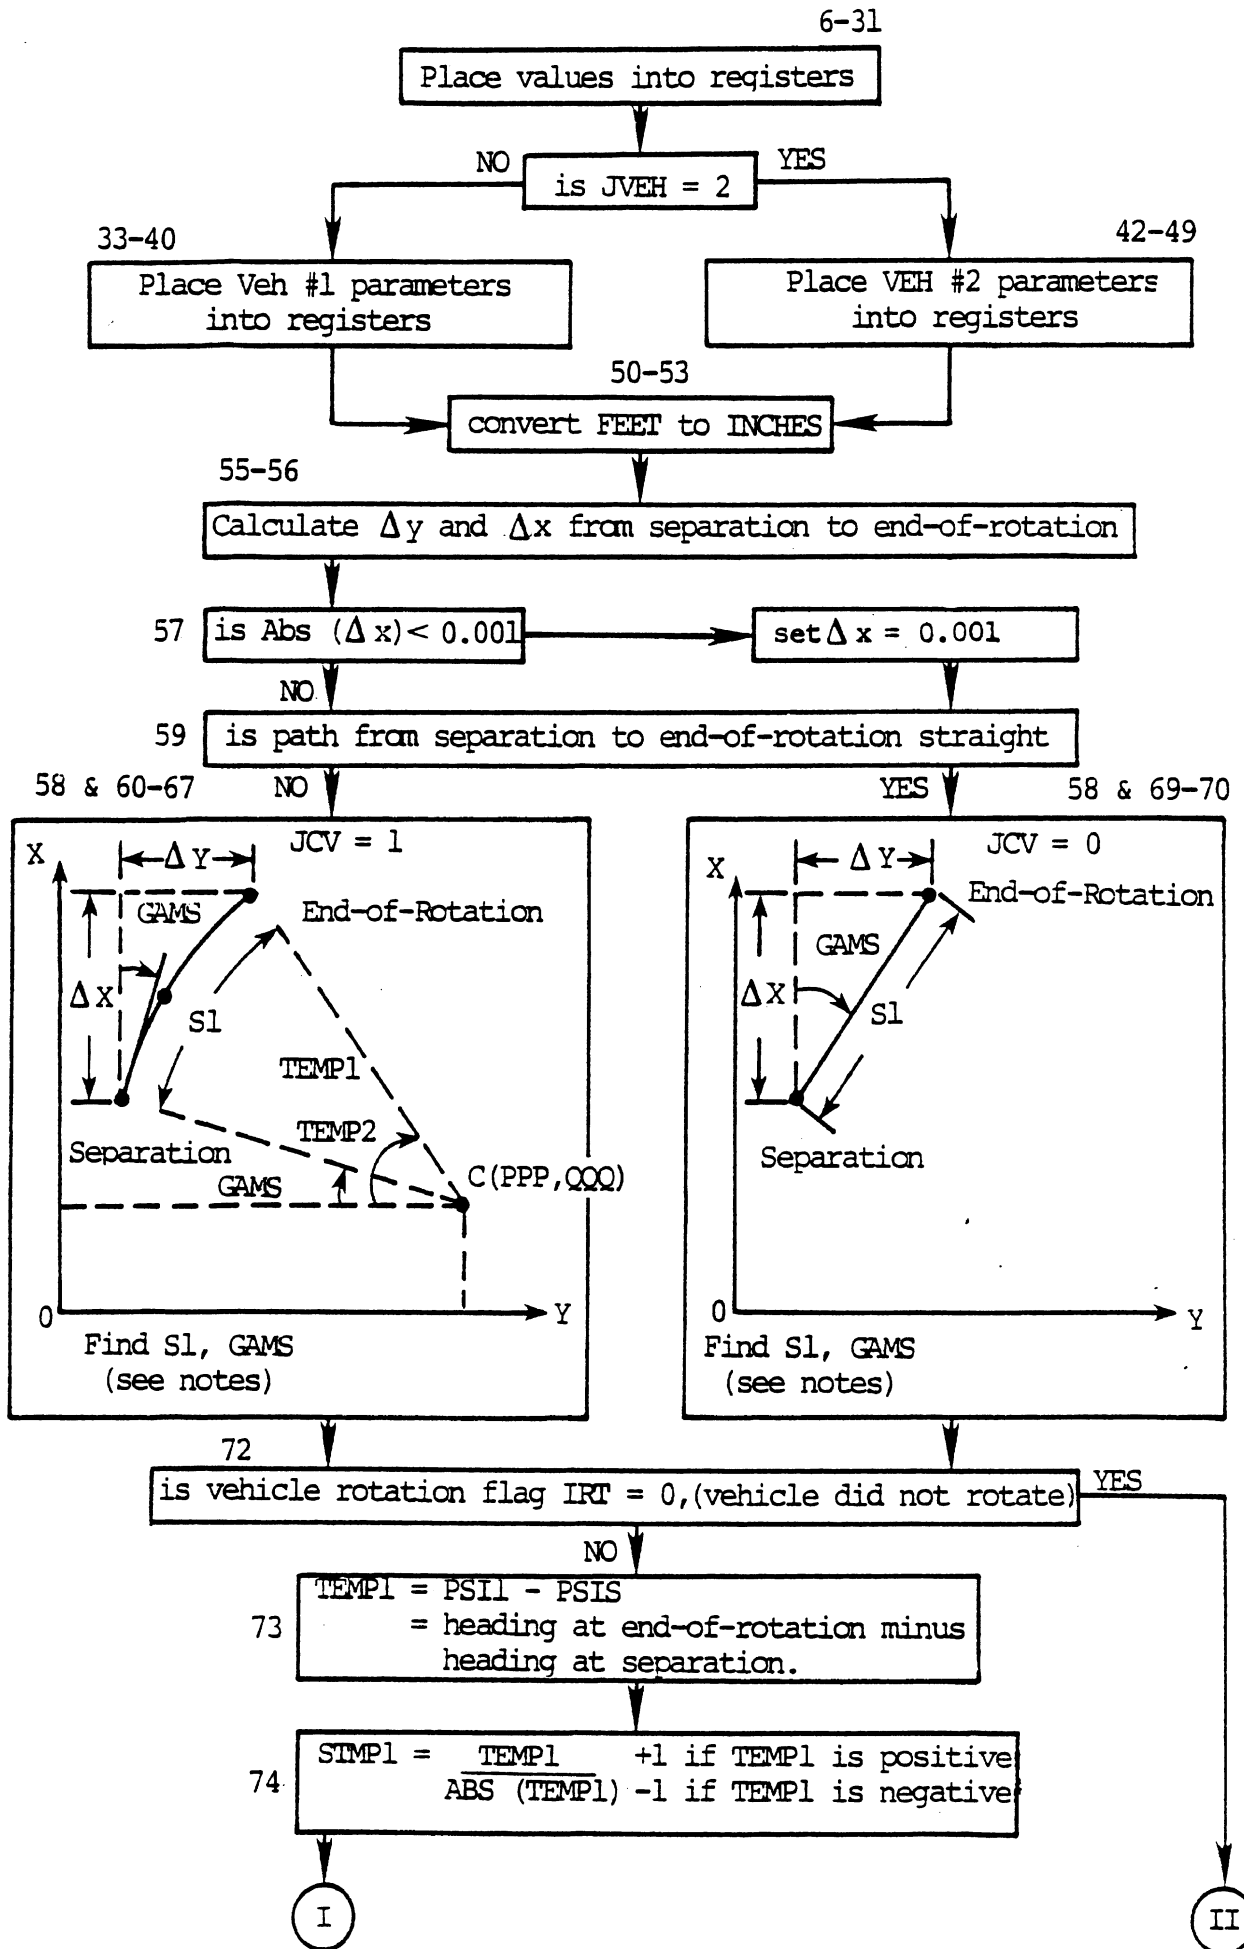 6-31
Place values into registers
NO
YES
is JVEH = 2
33-40
42-49
Place Veh #1 parameters
into registers
Place VEH #2 parameters
into registers
50-53
convert FEET to INCHES
55-56
Calculate Δy and Δx from separation to end-of-rotation
57
is Abs (Δ x) < 0.001
set Δ x = 0.001
NO
59
is path from separation to end-of-rotation straight
58 & 60-67
NO
YES
58 & 69-70
JCV = 1
X
Δ Y
GAMS
End-of-Rotation
Δ X
S1
TEMP1
TEMP2
Separation
GAMS
C(PPP,QQQ)
0
Y
Find S1, GAMS
(see notes)
JCV = 0
X
Δ Y
End-of-Rotation
GAMS
Δ X
S1
Separation
0
Y
Find S1, GAMS
(see notes)
72
is vehicle rotation flag IRT = 0,(vehicle did not rotate)
YES
NO
73
TEMP1 = PSI1 - PSIS
= heading at end-of-rotation minus
heading at separation.
74
STMP1 = TEMP1 +1 if TEMP1 is positive
ABS (TEMP1) -1 if TEMP1 is negative
I
II